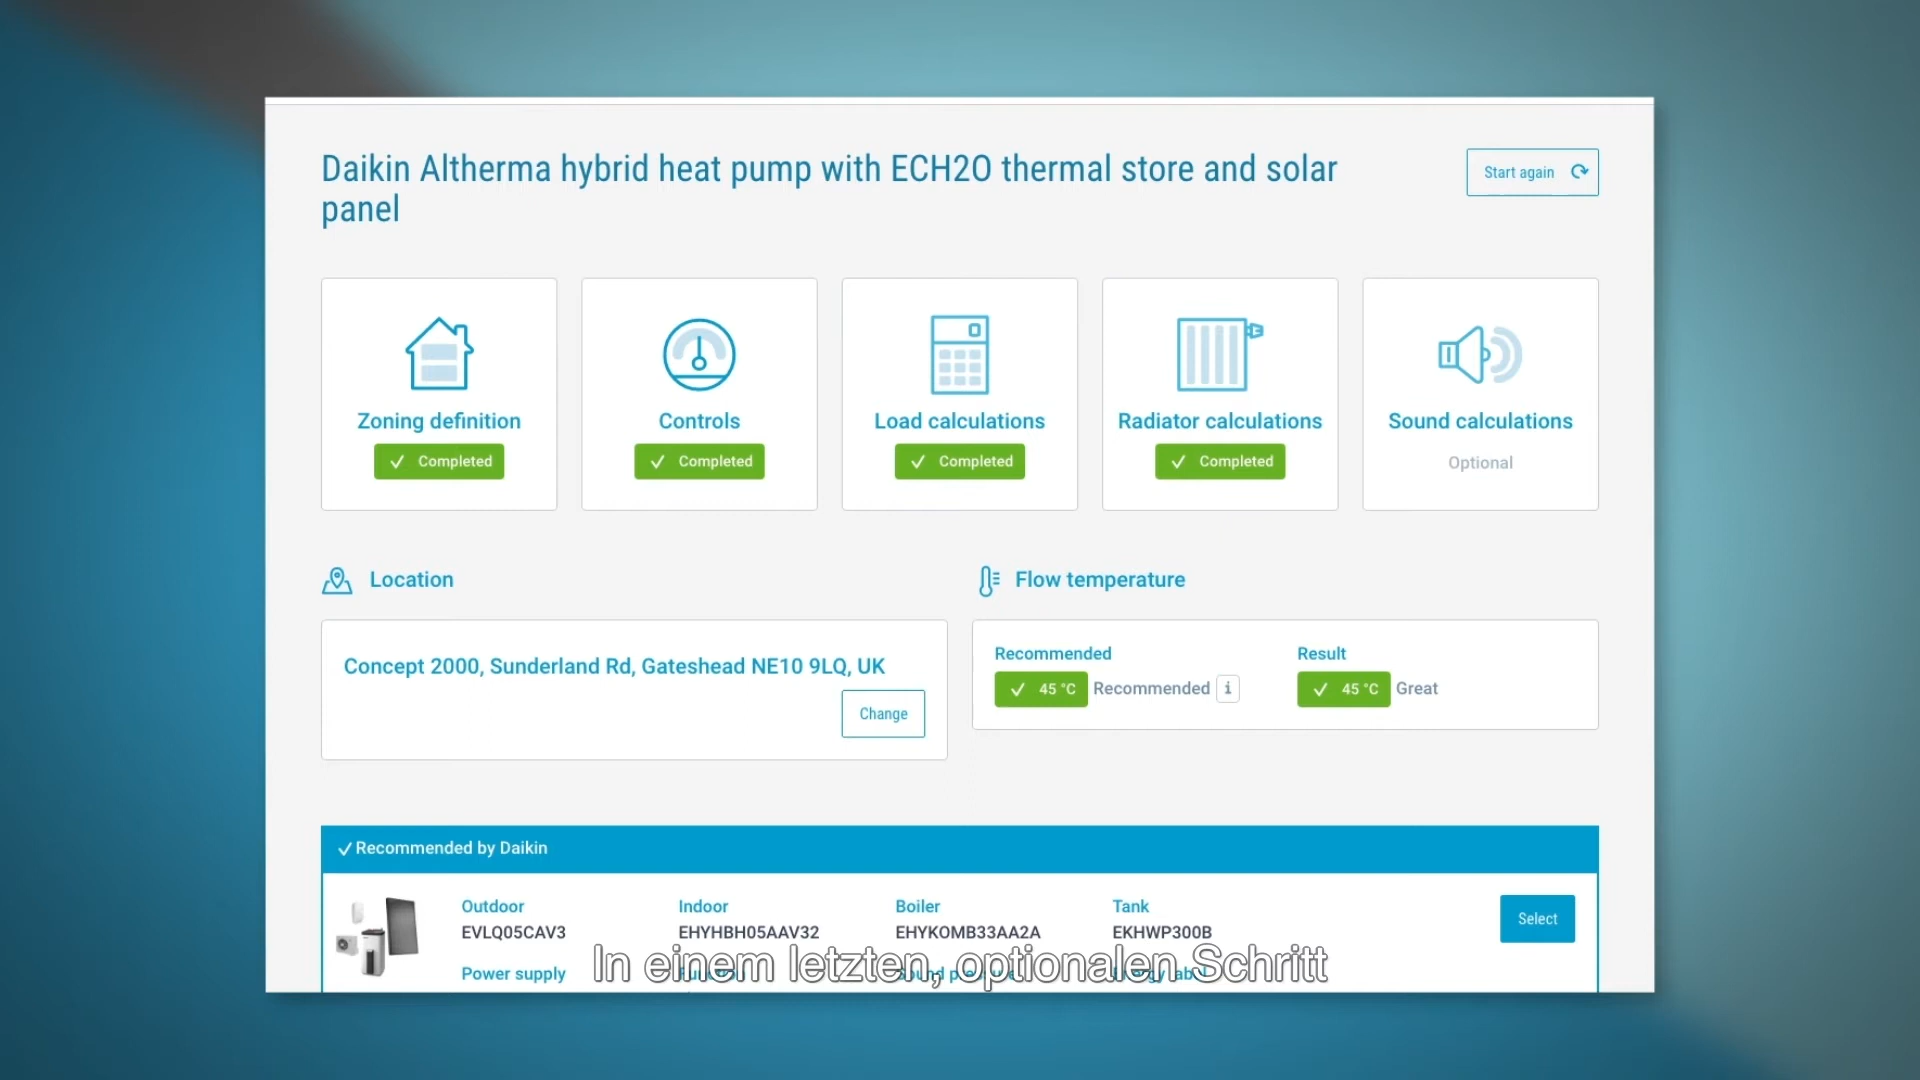 Daikin Altherma hybrid heat pump with ECH2O thermal store and solar
panel
Start again
Zoning definition
Completed
Controls
Completed
Load calculations
Completed
Radiator calculations
Completed
Sound calculations
Optional
Location
Concept 2000, Sunderland Rd, Gateshead NE10 9LQ, UK
Change
Flow temperature
Recommended
45 °C Recommended i
Result
45 °C Great
Recommended by Daikin
Outdoor
EVLQ05CAV3
Indoor
EHYHBH05AAV32
Boiler
EHYKOMB33AA2A
Tank
EKHWP300B
Select
Power supply
In einem letzten, optionalen Schritt